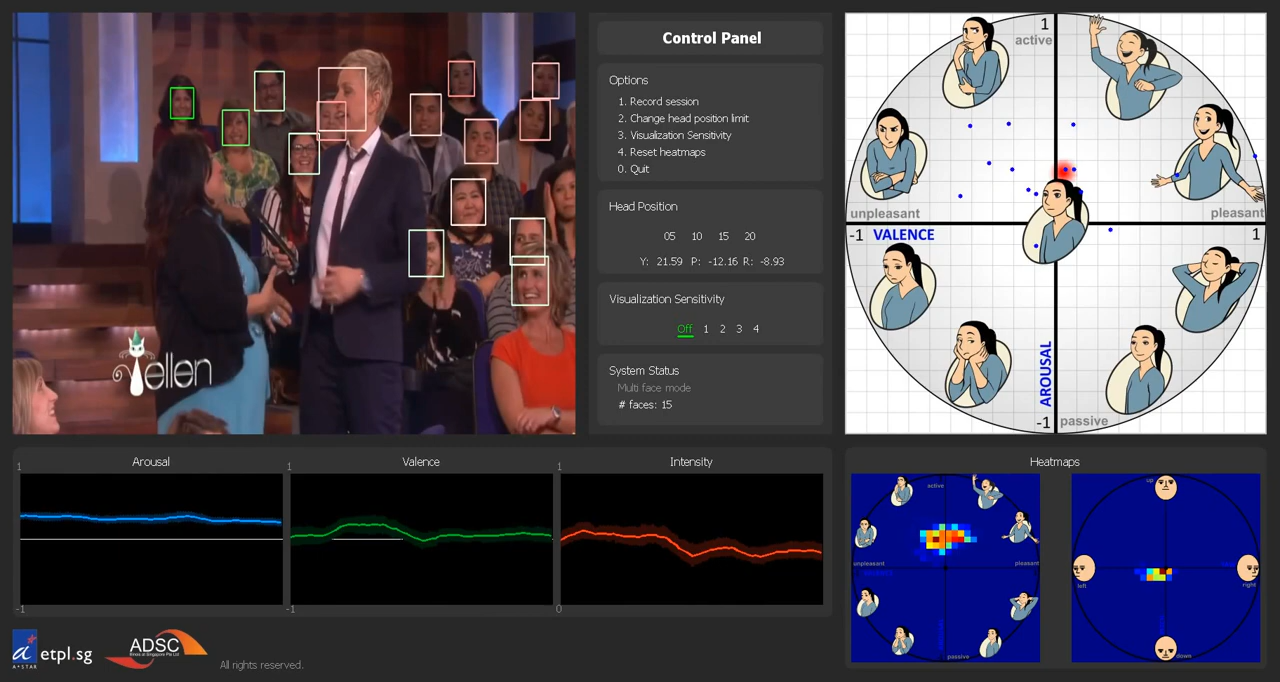 ellen
Control Panel
Options
1. Record session
2. Change head position limit
3. Visualization Sensitivity
4. Reset heatmaps
0. Quit
Head Position
05 10 15 20
Y: 21.59 P: -12.16 R: -8.93
Visualization Sensitivity
Off 1 2 3 4
System Status
Multi face mode
# faces: 15
1
active
unpleasant
pleasant
-1 VALENCE
1
AROUSAL
-1
passive
Arousal
1
-1
Valence
1
-1
Intensity
1
0
Heatmaps
active
unpleasant
pleasant
passive
up
left
right
down
A★STAR
etpl.sg
ADSC
All rights reserved.